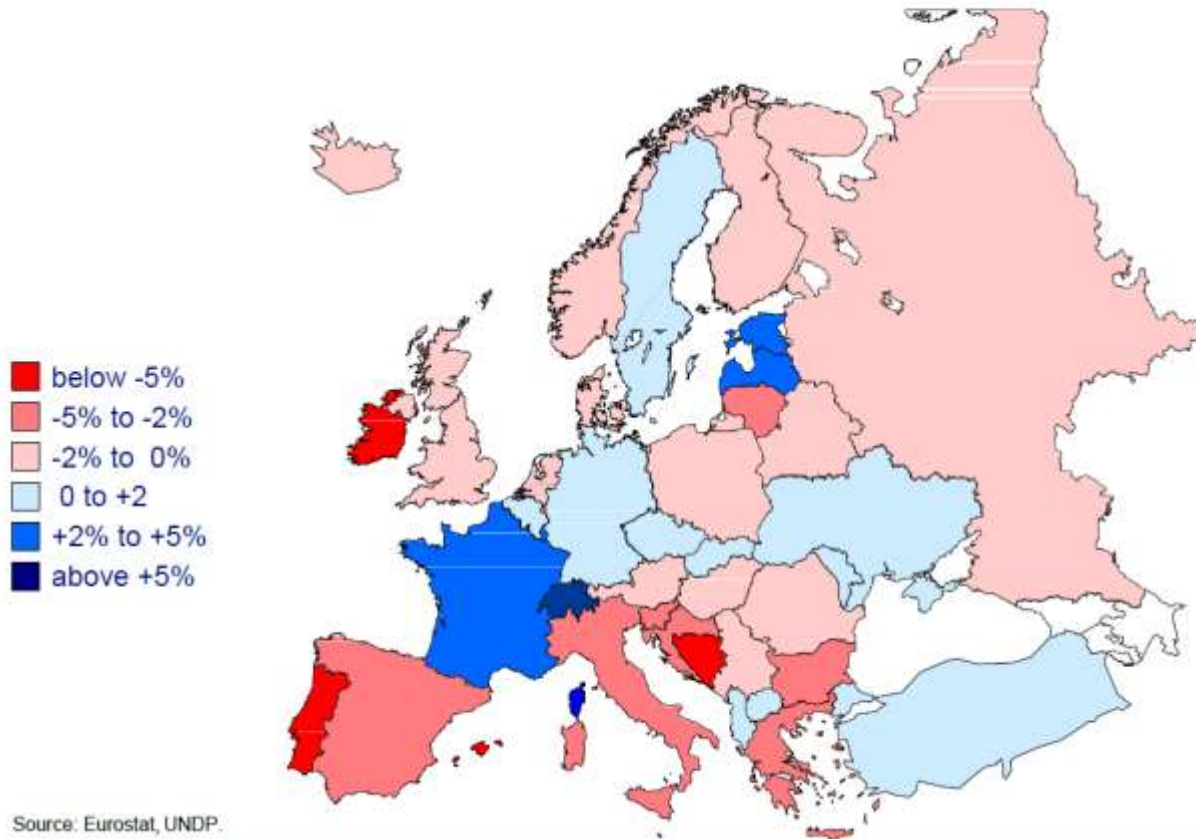 below -5%
-5% to -2%
-2% to 0%
0 to +2
+2% to +5%
above +5%
Source: Eurostat, UNDP.